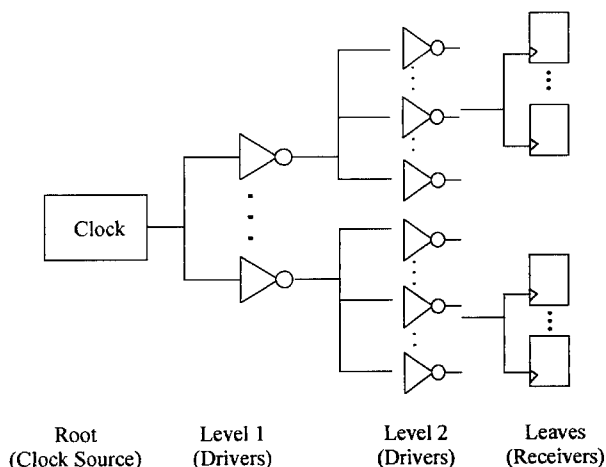 Clock
Root
(Clock Source)
Level 1
(Drivers)
Level 2
(Drivers)
Leaves
(Receivers)